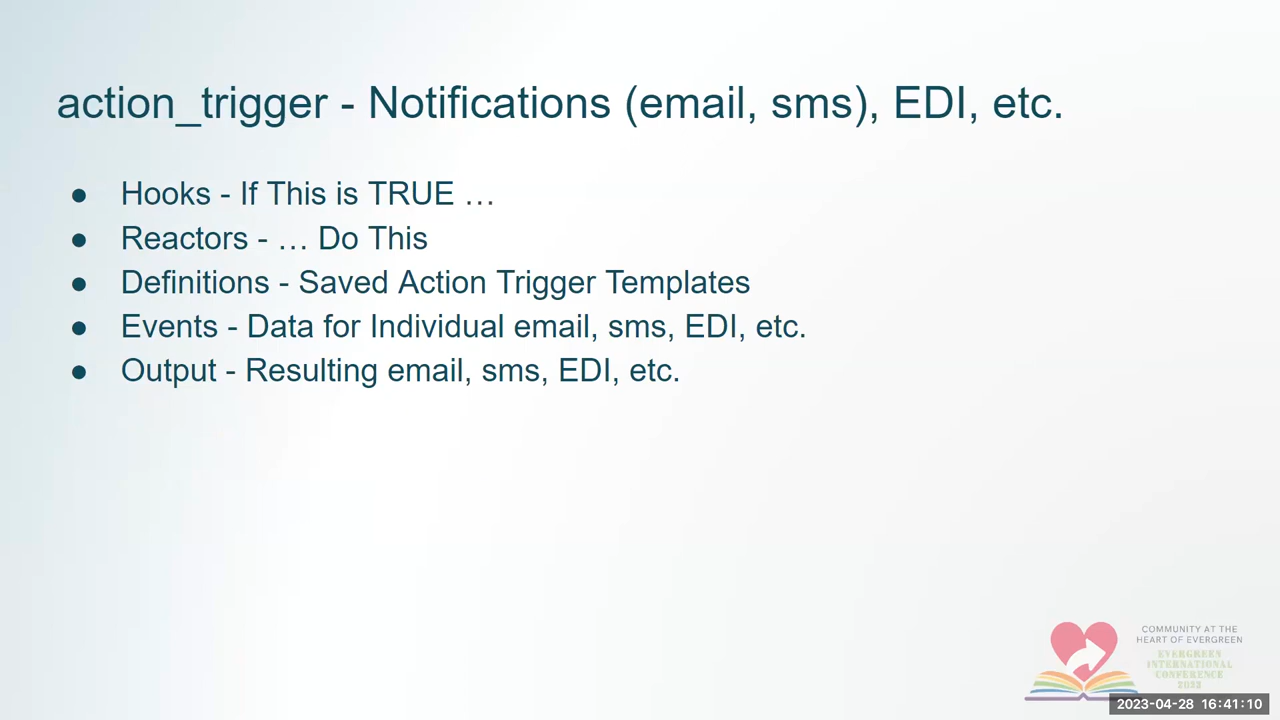 action_trigger - Notifications (email, sms), EDI, etc.
● Hooks - If This is TRUE …
● Reactors - … Do This
● Definitions - Saved Action Trigger Templates
● Events - Data for Individual email, sms, EDI, etc.
● Output - Resulting email, sms, EDI, etc.
COMMUNITY AT THE
HEART OF EVERGREEN
EVERGREEN
INTERNATIONAL
CONFERENCE
2023
2023-04-28 16:41:10